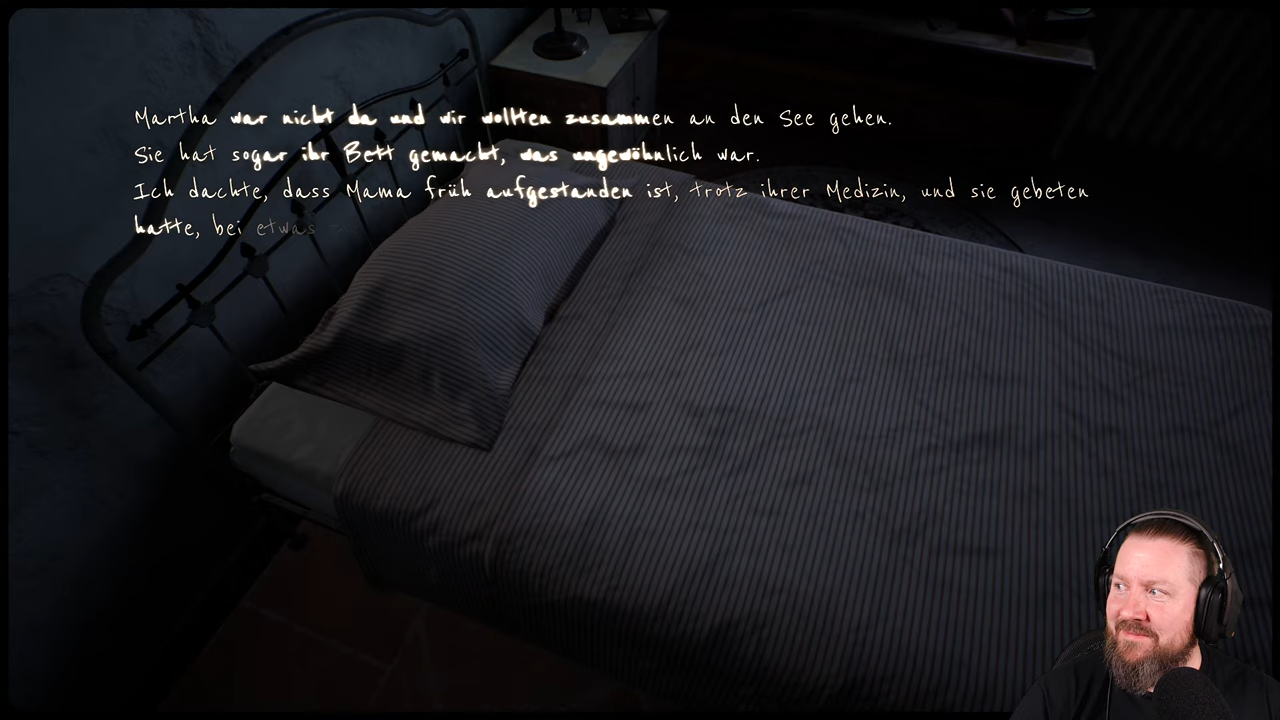 Martha war nicht da und wir wollten zusammen an den See gehen.
Sie hat sogar ihr Bett gemacht, was ungewöhnlich war.
Ich dachte, dass Mama früh aufgestanden ist, trotz ihrer Medizin, und sie gebeten
hatte, bei etwas